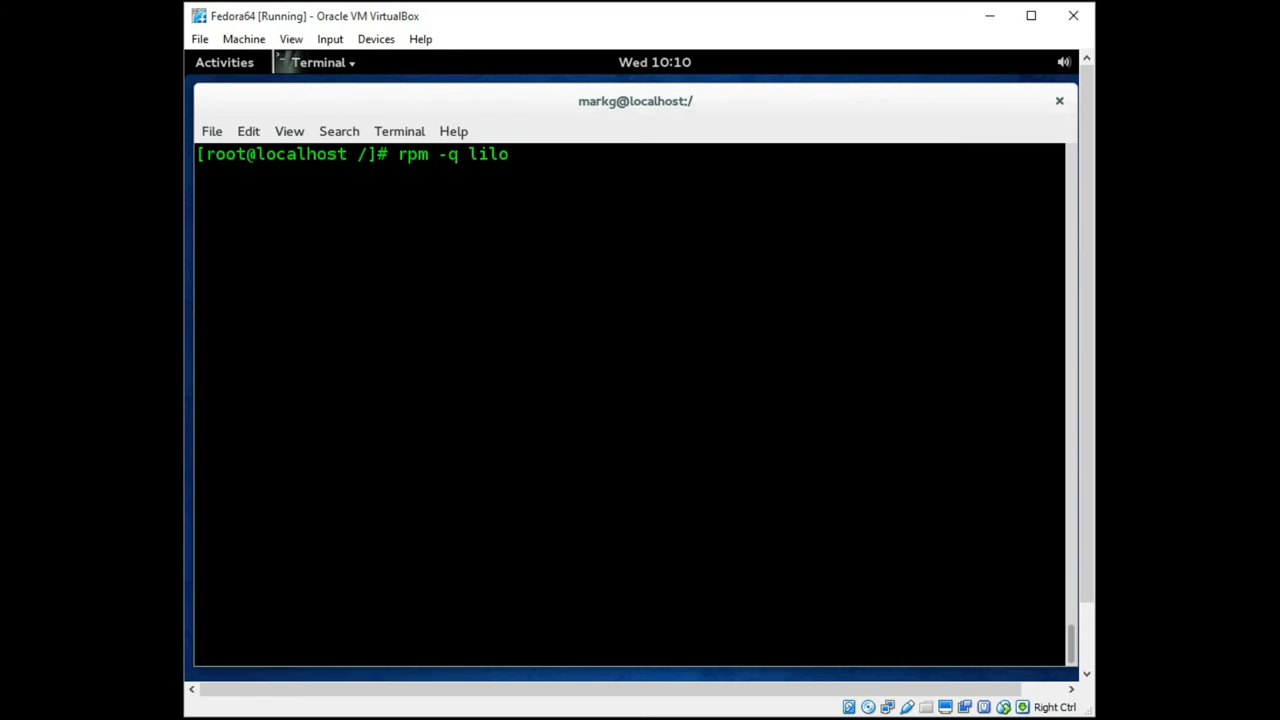 Fedora64 [Running] - Oracle VM VirtualBox
File Machine View Input Devices Help
Activities Terminal Wed 10:10
markg@localhost:/
File Edit View Search Terminal Help
[root@localhost /]# rpm -q lilo
Right Ctrl